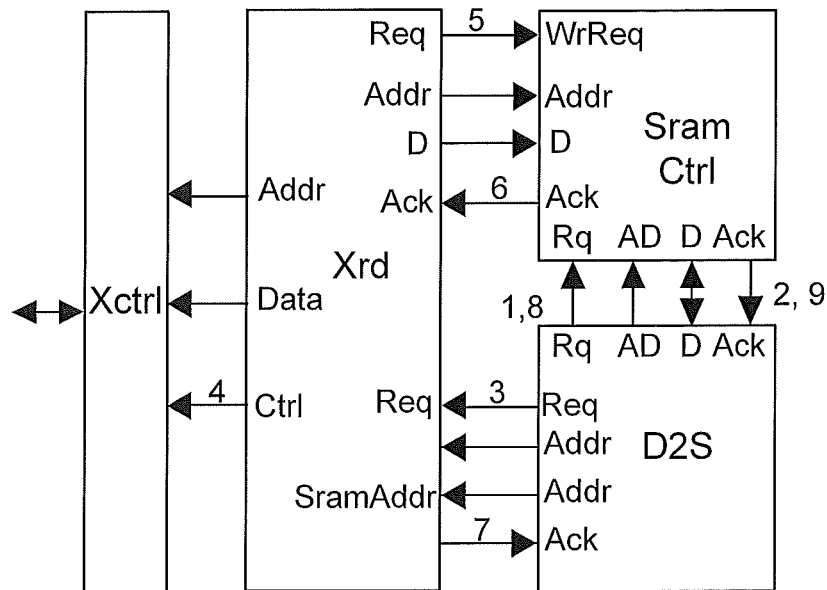 Req 5 WrReq
Addr Addr
D D
Sram
Ctrl
Addr Ack 6 Ack
Rq AD D Ack
Xrd
Xctrl Data 1,8 2, 9
Rq AD D Ack
4 Ctrl Req 3 Req
Addr
D2S
SramAddr Addr
7 Ack